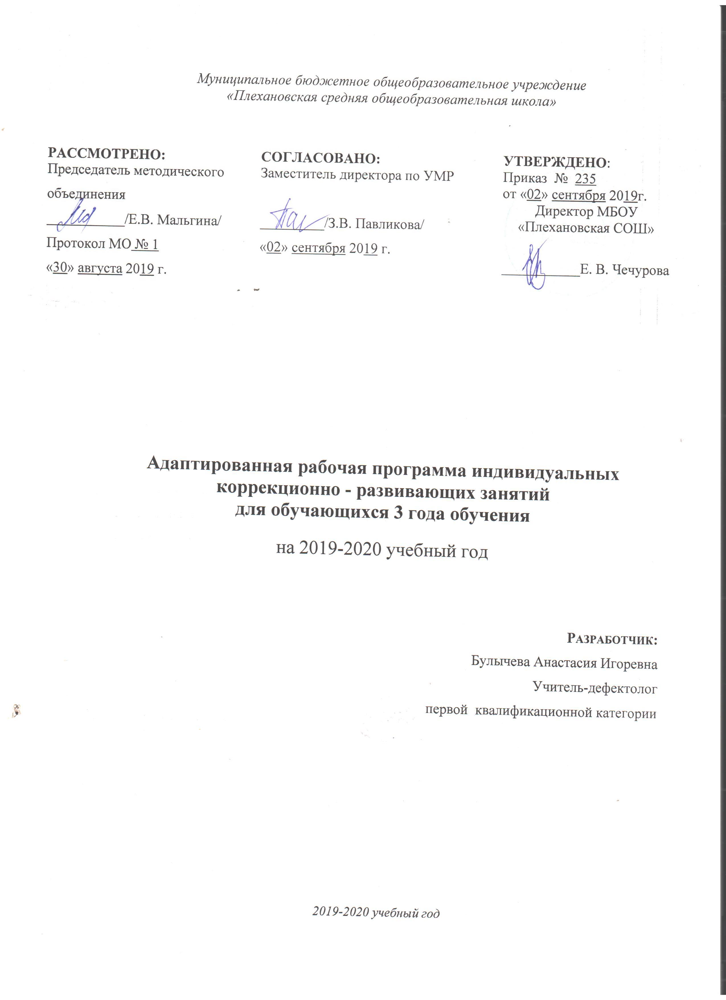 Муниципальное бюджетное общеобразовательное учреждение
«Плехановская средняя общеобразовательная школа»
РАССМОТРЕНО:
Председатель методического
объединения
____________/Е.В. Мальгина/
Протокол МО № 1
«30» августа 2019 г.
СОГЛАСОВАНО:
Заместитель директора по УМР
__________/З.В. Павликова/
«02» сентября 2019 г.
УТВЕРЖДЕНО:
Приказ № 235
от «02» сентября 2019г.
Директор МБОУ
«Плехановская СОШ»
____________Е. В. Чечурова
Адаптированная рабочая программа индивидуальных
коррекционно - развивающих занятий
для обучающихся 3 года обучения
на 2019-2020 учебный год
РАЗРАБОТЧИК:
Булычева Анастасия Игоревна
Учитель-дефектолог
первой квалификационной категории
2019-2020 учебный год